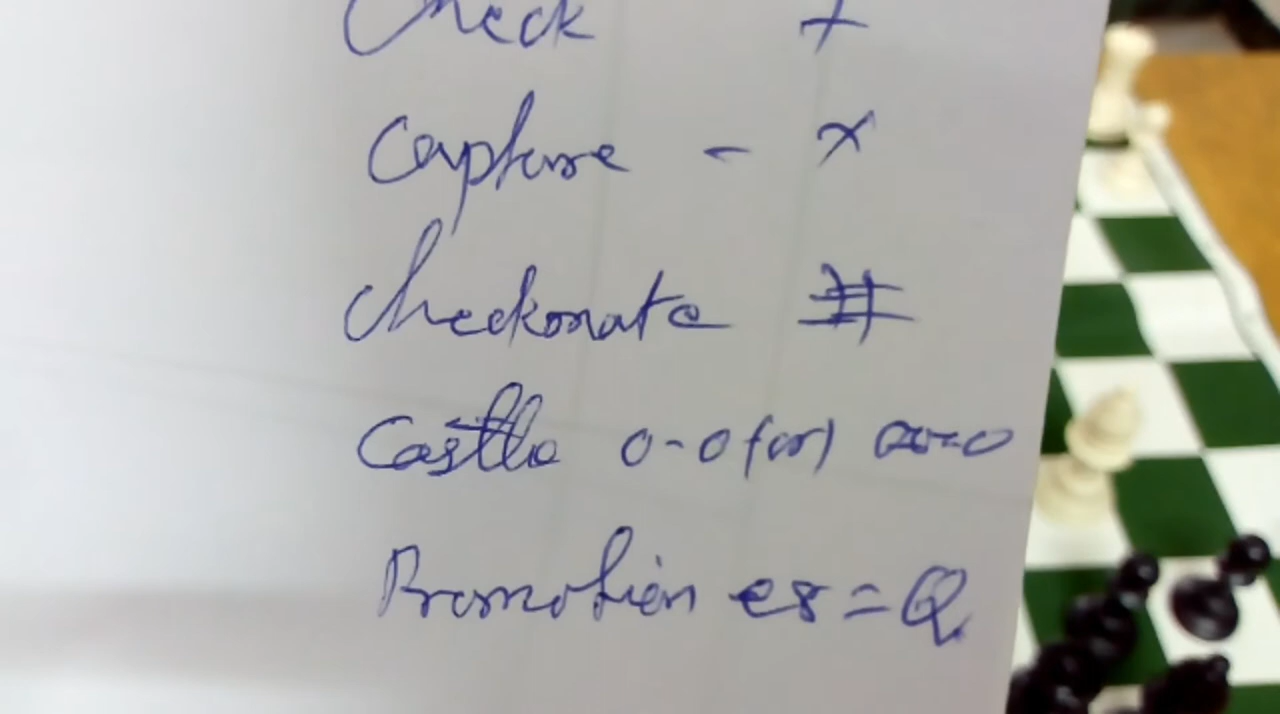 Check +
Capture - x
Checkmate #
Castle 0-0 (or) 0-0-0
Promotion e8=Q